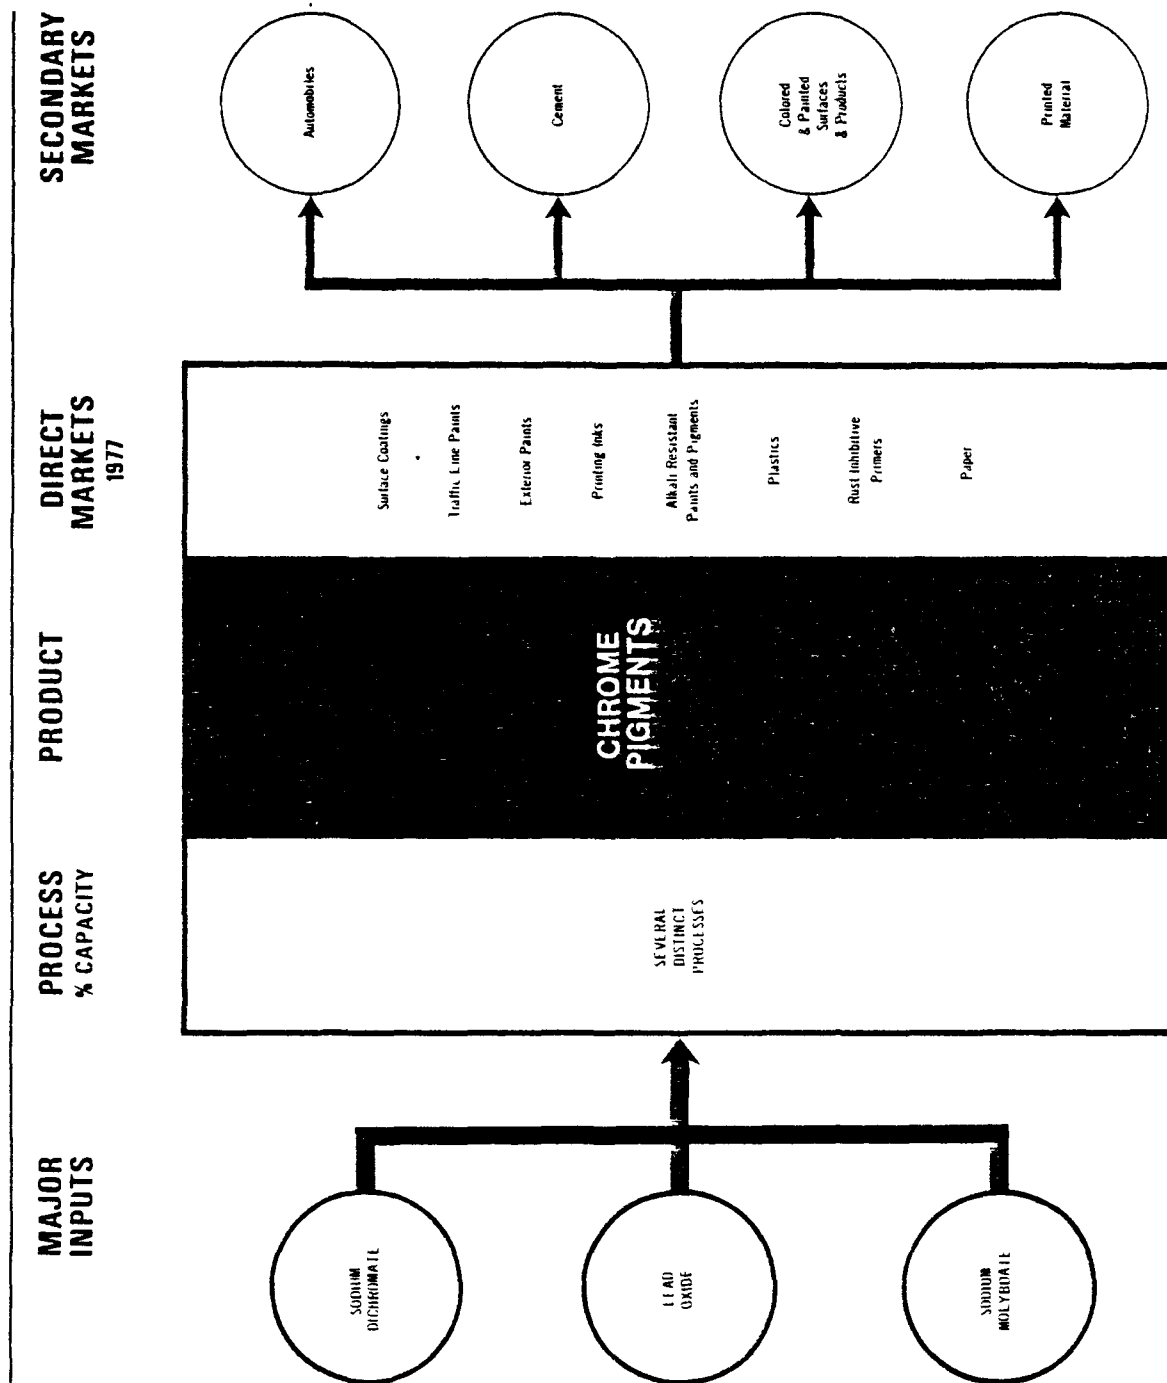 MAJOR
INPUTS
PROCESS
% CAPACITY
PRODUCT
DIRECT
MARKETS
1977
SECONDARY
MARKETS
SODIUM
DICHROMATE
LEAD
OXIDE
SODIUM
MOLYBDATE
SEVERAL
DISTINCT
PROCESSES
CHROME
PIGMENTS
Surface Coatings
Traffic Line Paints
Exterior Paints
Printing Inks
Alkali Resistant
Paints and Pigments
Plastics
Rust Inhibitive
Primers
Paper
Automobiles
Cement
Colored
& Painted
Surfaces
& Products
Printed
Material